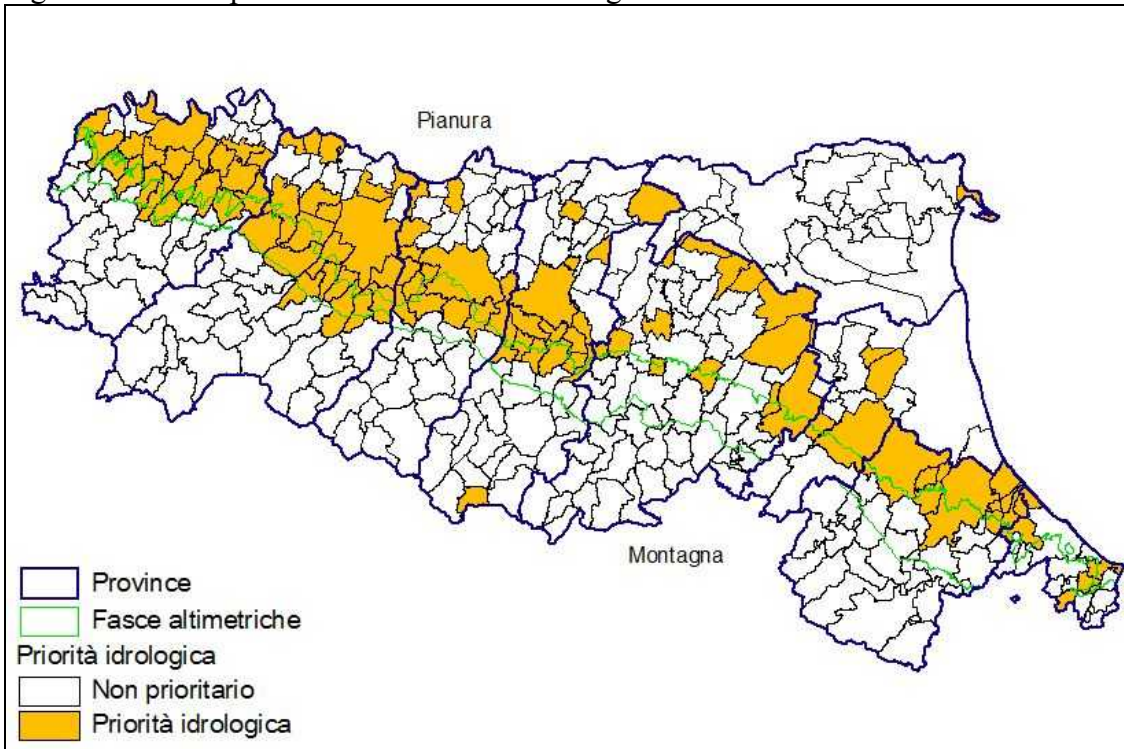 Pianura
Montagna
Province
Fasce altimetriche
Priorità idrologica
Non prioritario
Priorità idrologica